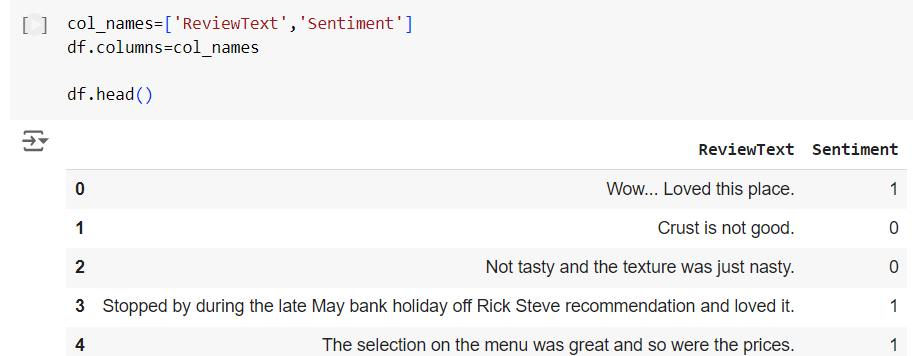 [ ] col_names=['ReviewText','Sentiment']
df.columns=col_names
df.head()
ReviewText Sentiment
0 Wow... Loved this place. 1
1 Crust is not good. 0
2 Not tasty and the texture was just nasty. 0
3 Stopped by during the late May bank holiday off Rick Steve recommendation and loved it. 1
4 The selection on the menu was great and so were the prices. 1